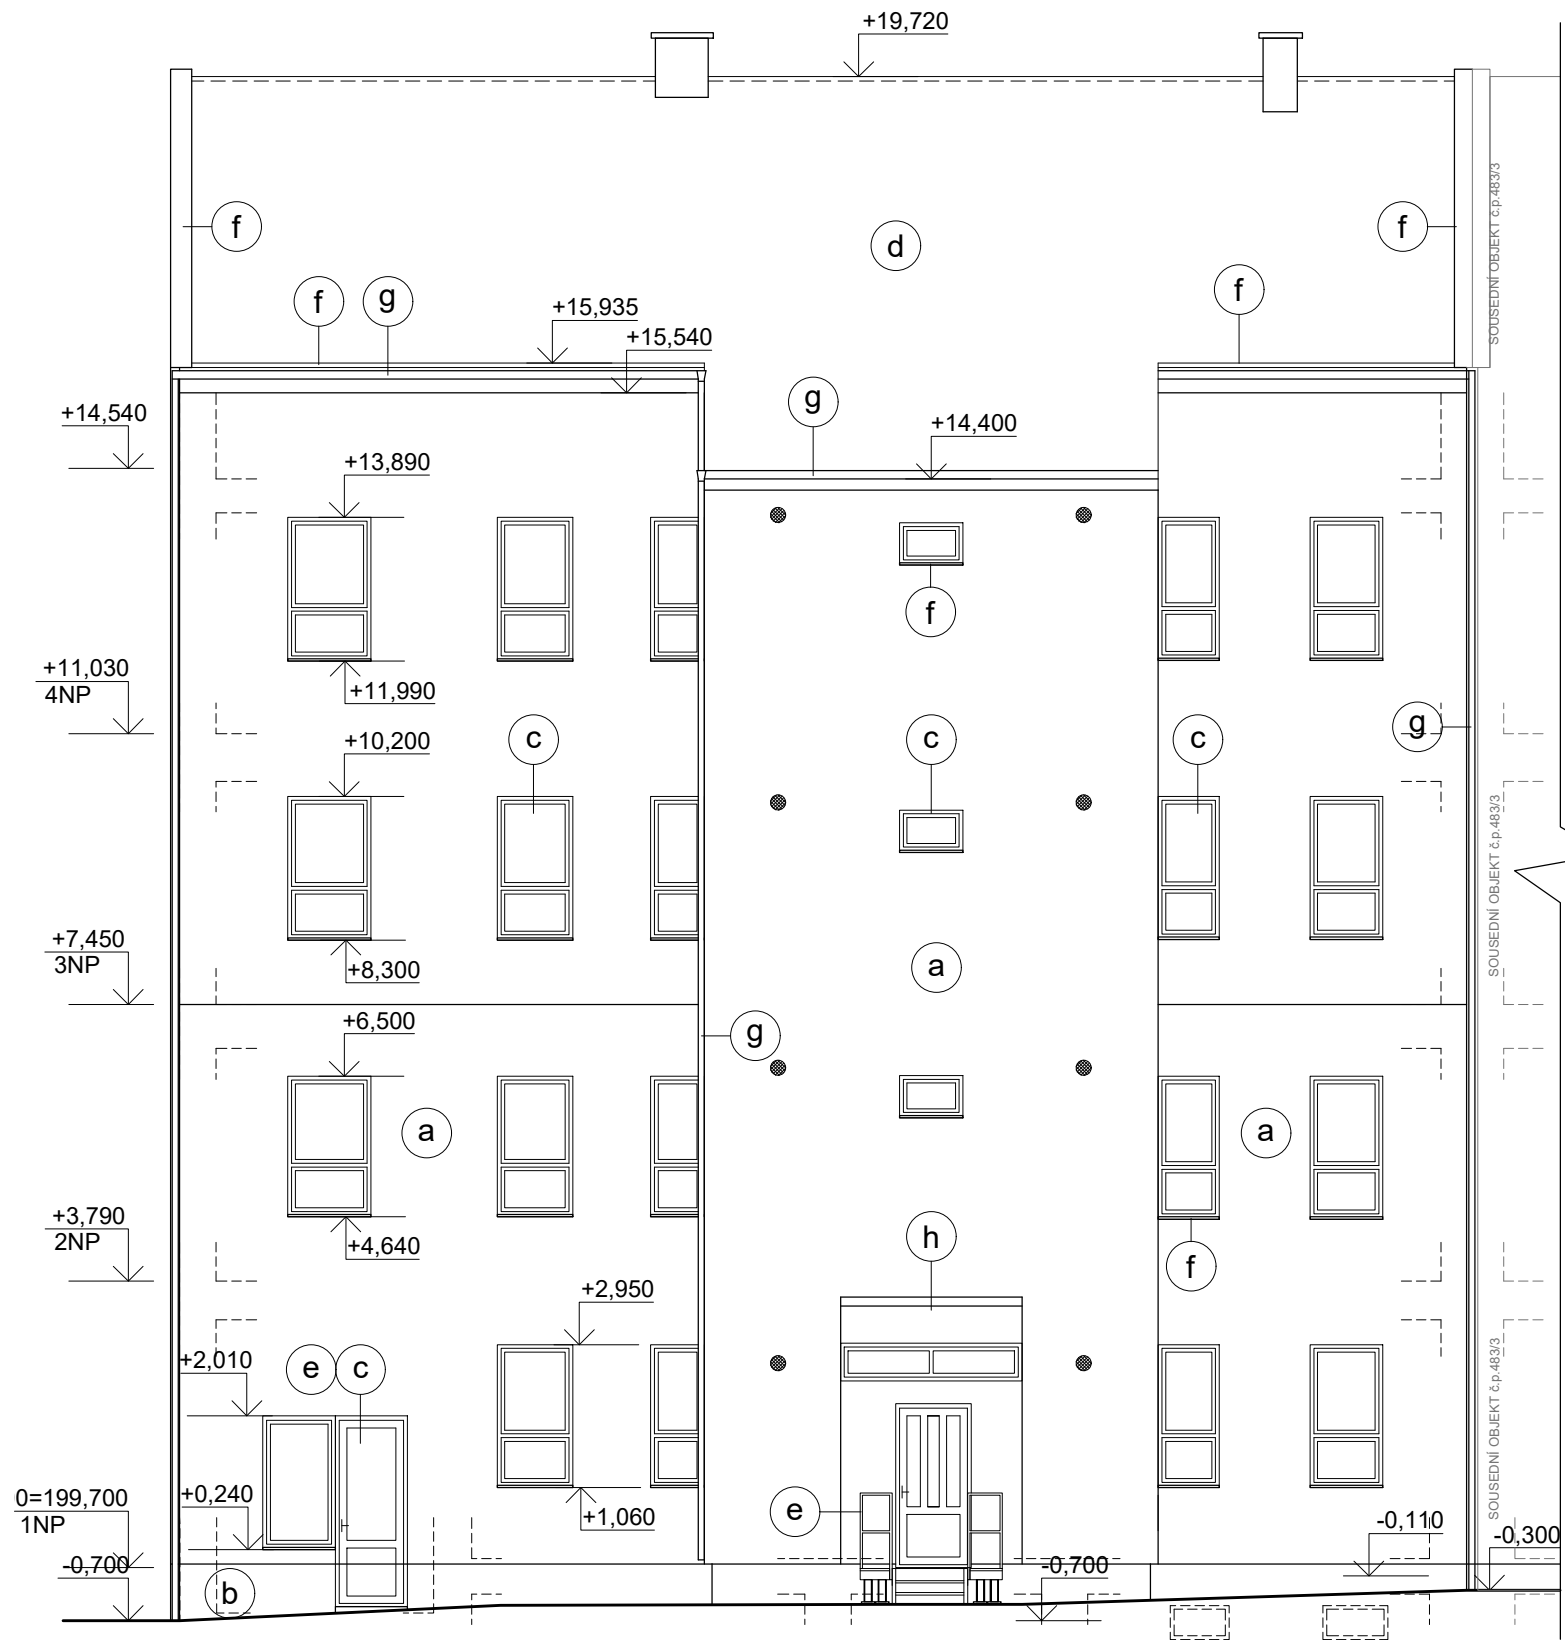 +19,720
f
d
f
SOUSEDNÍ OBJEKT č.p.483/3
f
g
+15,935
f
+15,540
+14,540
g
+14,400
+13,890
f
+11,030
4NP
+11,990
+10,200
c
c
c
g
SOUSEDNÍ OBJEKT č.p.483/3
+7,450
3NP
+8,300
a
+6,500
g
a
a
+3,790
2NP
+4,640
h
f
+2,950
+2,010
e
c
SOUSEDNÍ OBJEKT č.p.483/3
0=199,700
1NP
+0,240
+1,060
e
-0,110
-0,300
-0,700
b
-0,700